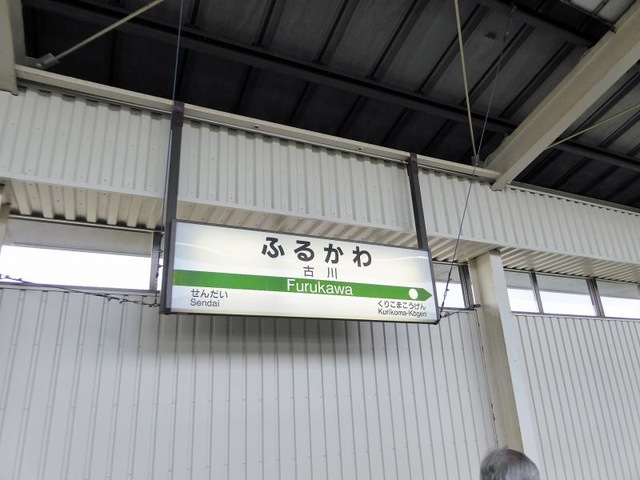 ふるかわ
古川
Furukawa
せんだい
Sendai
くりこまこうげん
Kurikoma-Kōgen